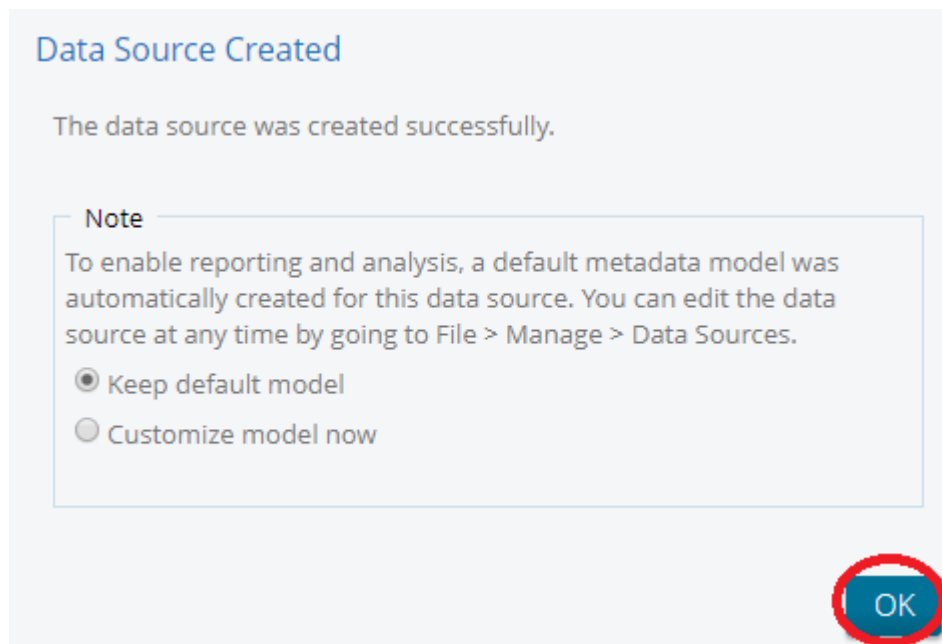 Data Source Created
The data source was created successfully.
Note
To enable reporting and analysis, a default metadata model was
automatically created for this data source. You can edit the data
source at any time by going to File > Manage > Data Sources.
Keep default model
Customize model now
OK